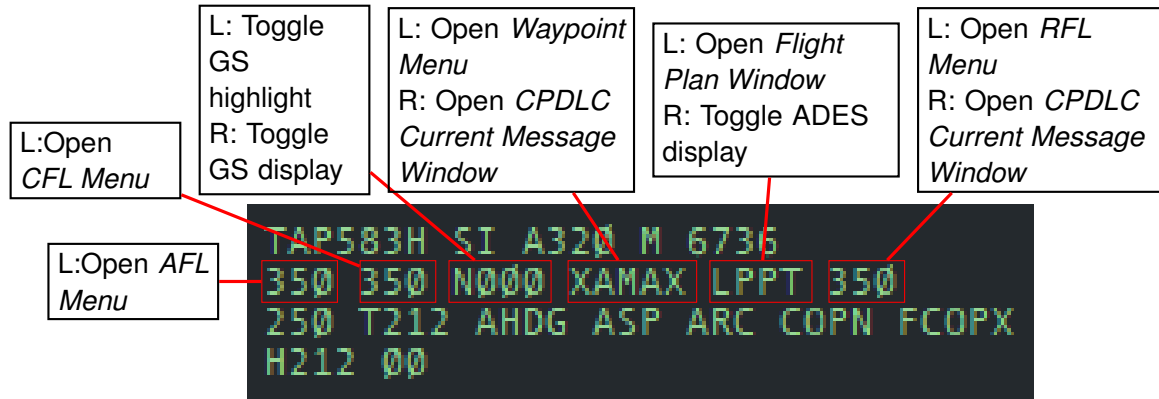 L: Toggle
GS
highlight
R: Toggle
GS display
L: Open Waypoint
Menu
R: Open CPDLC
Current Message
Window
L: Open Flight
Plan Window
R: Toggle ADES
display
L: Open RFL
Menu
R: Open CPDLC
Current Message
Window
L:Open
CFL Menu
L:Open AFL
Menu
TAP583H SI A320 M 6736
350 350 N000 XAMAX LPPT 350
250 T212 AHDG ASP ARC COPN FCOPX
H212 00